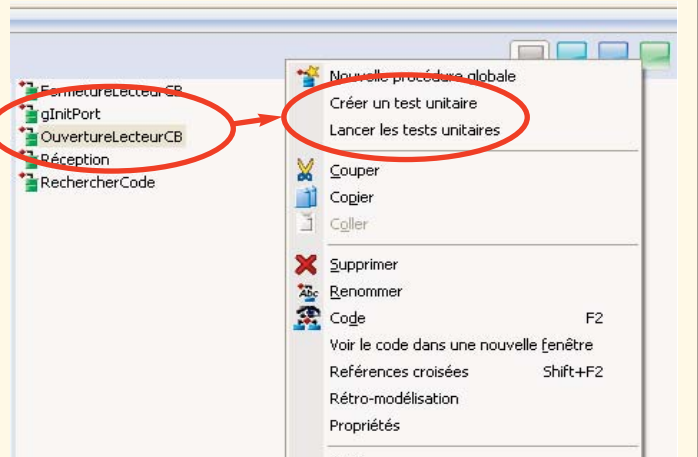 FermetureLecteurCB
gInitPort
OuvertureLecteurCB
Réception
RechercherCode
Nouvelle procédure globale
Créer un test unitaire
Lancer les tests unitaires
Couper
Copier
Coller
Supprimer
Abc Renommer
Code F2
Voir le code dans une nouvelle fenêtre
Références croisées Shift+F2
Rétro-modélisation
Propriétés